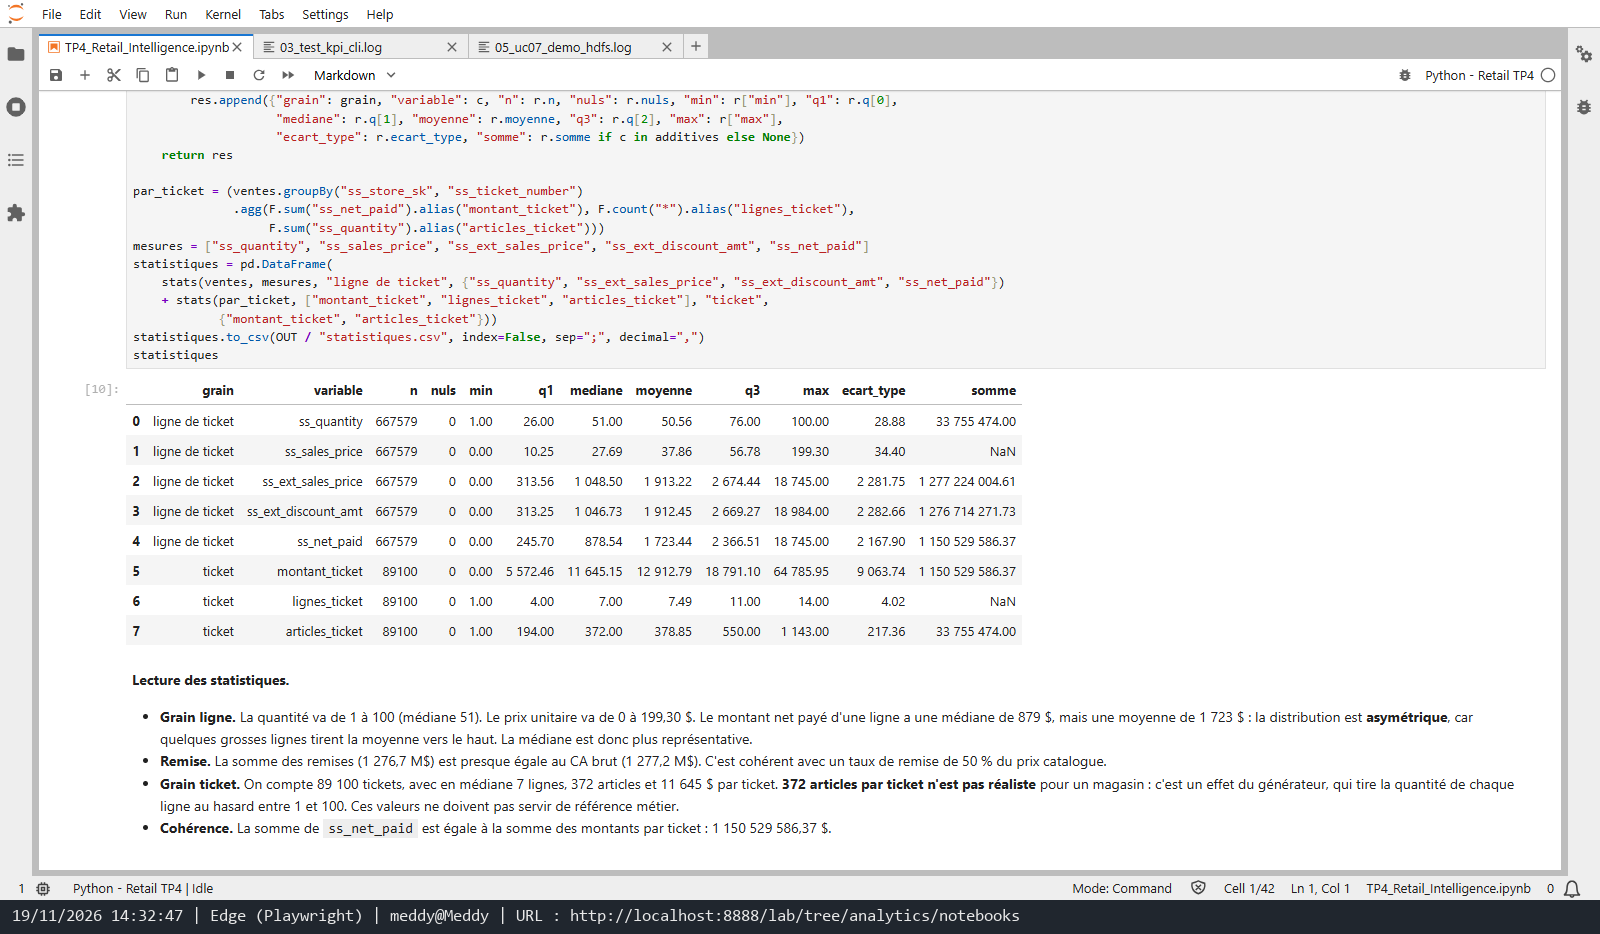 File Edit View Run Kernel Tabs Settings Help
TP4_Retail_Intelligence.ipynb 03_test_kpi_cli.log 05_uc07_demo_hdfs.log
Markdown Python - Retail TP4
res.append({"grain": grain, "variable": c, "n": r.n, "nuls": r.nuls, "min": r["min"], "q1": r.q[0],
"mediane": r.q[1], "moyenne": r.moyenne, "q3": r.q[2], "max": r["max"],
"ecart_type": r.ecart_type, "somme": r.somme if c in additives else None})
return res
par_ticket = (ventes.groupBy("ss_store_sk", "ss_ticket_number")
.agg(F.sum("ss_net_paid").alias("montant_ticket"), F.count("*").alias("lignes_ticket"),
F.sum("ss_quantity").alias("articles_ticket")))
mesures = ["ss_quantity", "ss_sales_price", "ss_ext_sales_price", "ss_ext_discount_amt", "ss_net_paid"]
statistiques = pd.DataFrame(
stats(ventes, mesures, "ligne de ticket", {"ss_quantity", "ss_ext_sales_price", "ss_ext_discount_amt", "ss_net_paid"})
+ stats(par_ticket, ["montant_ticket", "lignes_ticket", "articles_ticket"], "ticket",
{"montant_ticket", "articles_ticket"}))
statistiques.to_csv(OUT / "statistiques.csv", index=False, sep=";", decimal=",")
statistiques
[10]: grain variable n nuls min q1 mediane moyenne q3 max ecart_type somme
0 ligne de ticket ss_quantity 667579 0 1.00 26.00 51.00 50.56 76.00 100.00 28.88 33 755 474.00
1 ligne de ticket ss_sales_price 667579 0 0.00 10.25 27.69 37.86 56.78 199.30 34.40 NaN
2 ligne de ticket ss_ext_sales_price 667579 0 0.00 313.56 1 048.50 1 913.22 2 674.44 18 745.00 2 281.75 1 277 224 004.61
3 ligne de ticket ss_ext_discount_amt 667579 0 0.00 313.25 1 046.73 1 912.45 2 669.27 18 984.00 2 282.66 1 276 714 271.73
4 ligne de ticket ss_net_paid 667579 0 0.00 245.70 878.54 1 723.44 2 366.51 18 745.00 2 167.90 1 150 529 586.37
5 ticket montant_ticket 89100 0 0.00 5 572.46 11 645.15 12 912.79 18 791.10 64 785.95 9 063.74 1 150 529 586.37
6 ticket lignes_ticket 89100 0 1.00 4.00 7.00 7.49 11.00 14.00 4.02 NaN
7 ticket articles_ticket 89100 0 1.00 194.00 372.00 378.85 550.00 1 143.00 217.36 33 755 474.00
Lecture des statistiques.
• Grain ligne. La quantité va de 1 à 100 (médiane 51). Le prix unitaire va de 0 à 199,30 $. Le montant net payé d'une ligne a une médiane de 879 $, mais une moyenne de 1 723 $ : la distribution est asymétrique, car
quelques grosses lignes tirent la moyenne vers le haut. La médiane est donc plus représentative.
• Remise. La somme des remises (1 276,7 M$) est presque égale au CA brut (1 277,2 M$). C'est cohérent avec un taux de remise de 50 % du prix catalogue.
• Grain ticket. On compte 89 100 tickets, avec en médiane 7 lignes, 372 articles et 11 645 $ par ticket. 372 articles par ticket n'est pas réaliste pour un magasin : c'est un effet du générateur, qui tire la quantité de chaque
ligne au hasard entre 1 et 100. Ces valeurs ne doivent pas servir de référence métier.
• Cohérence. La somme de ss_net_paid est égale à la somme des montants par ticket : 1 150 529 586,37 $.
1 Python - Retail TP4 | Idle Mode: Command Cell 1/42 Ln 1, Col 1 TP4_Retail_Intelligence.ipynb 0
19/11/2026 14:32:47 | Edge (Playwright) | meddy@Meddy | URL : http://localhost:8888/lab/tree/analytics/notebooks